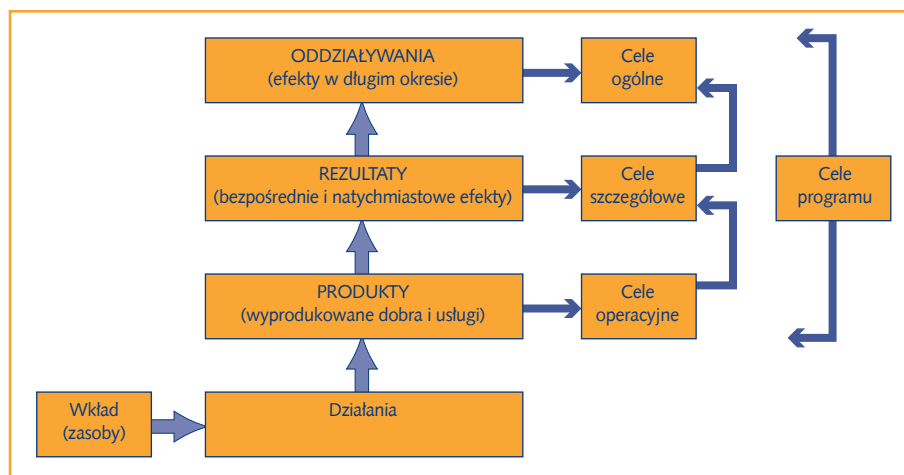 ODDZIAŁYWANIA
(efekty w długim okresie)
Cele
ogólne
REZULTATY
(bezpośrednie i natychmiastowe efekty)
Cele
szczegółowe
Cele
programu
PRODUKTY
(wyprodukowane dobra i usługi)
Cele
operacyjne
Wkład
(zasoby)
Działania